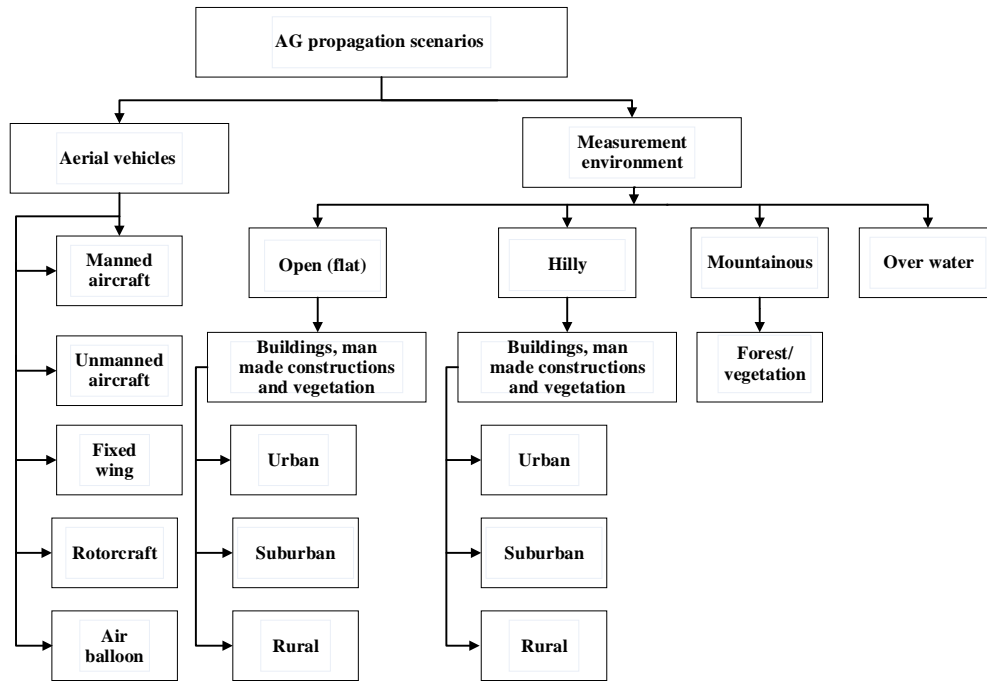 AG propagation scenarios
Aerial vehicles
Measurement
environment
Manned
aircraft
Unmanned
aircraft
Fixed
wing
Rotorcraft
Air
balloon
Open (flat)
Hilly
Mountainous
Over water
Buildings, man
made constructions
and vegetation
Urban
Suburban
Rural
Buildings, man
made constructions
and vegetation
Urban
Suburban
Rural
Forest/
vegetation